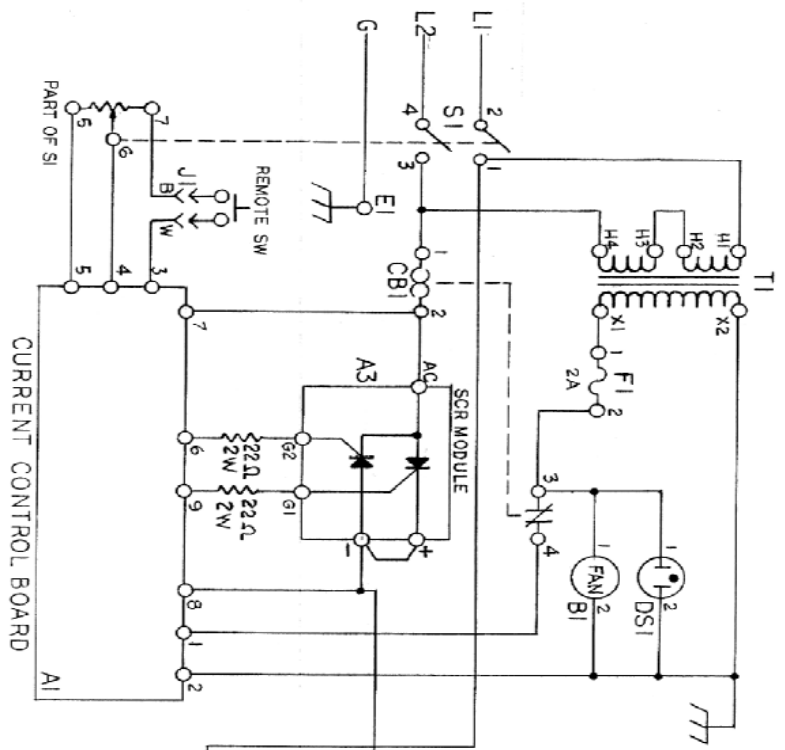 L1
L2
G
2
4
S1
1
3
E1
H1
H2
H3
H4
T1
X2
X1
1
F1
2A
2
1
CB1
2
3
4
1
DS1
2
1
FAN
2
B1
5
7
6
PART OF S1
J1
B
W
REMOTE SW
5
4
3
7
A3
AC
SCR MODULE
G2
G1
-
+
22Ω
2W
22Ω
2W
6
9
8
1
2
CURRENT CONTROL BOARD
A1